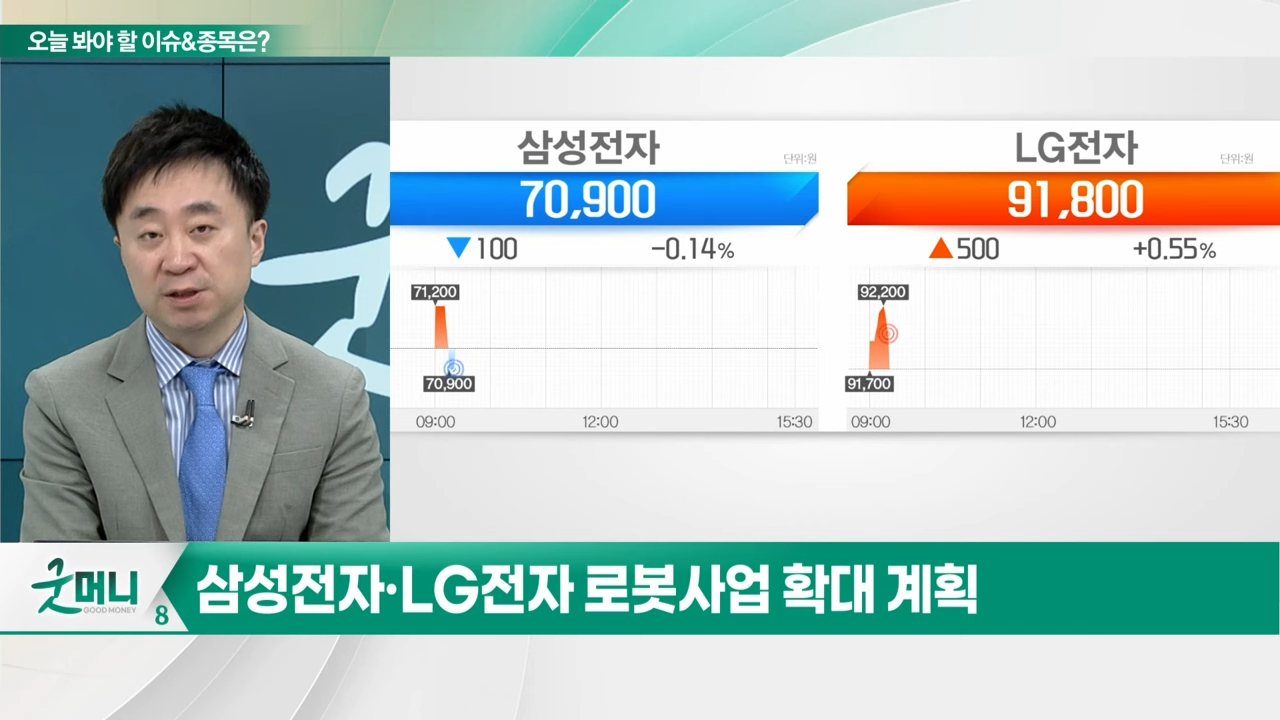 오늘 봐야 할 이슈&종목은?
삼성전자
단위:원
70,900
▼100 -0.14%
71,200
70,900
09:00 12:00 15:30
LG전자
단위:원
91,800
▲500 +0.55%
92,200
91,700
09:00 12:00 15:30
굿머니
GOOD MONEY
8
삼성전자·LG전자 로봇사업 확대 계획